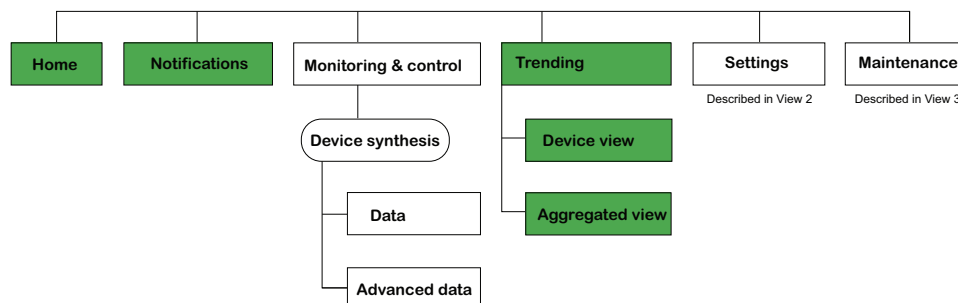 Home
Notifications
Monitoring & control
Trending
Settings
Maintenance
Described in View 2
Described in View 3
Device synthesis
Device view
Data
Aggregated view
Advanced data